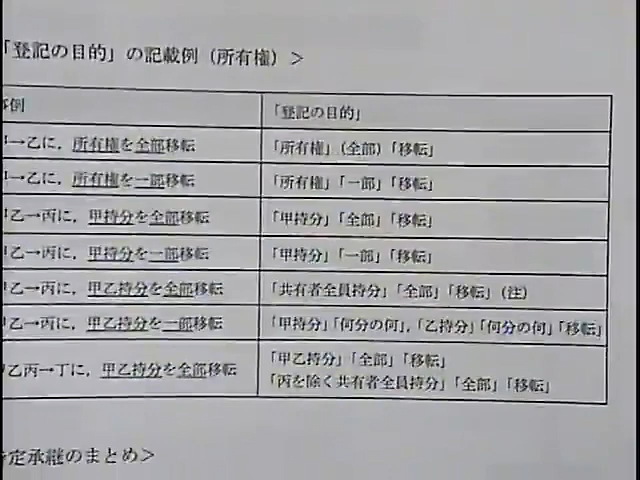 「登記の目的」の記載例（所有権）＞
例 「登記の目的」
→乙に，所有権を全部移転 「所有権」（全部）「移転」
→乙に，所有権を一部移転 「所有権」「一部」「移転」
乙→丙に，甲持分を全部移転 「甲持分」「全部」「移転」
乙→丙に，甲持分を一部移転 「甲持分」「一部」「移転」
乙→丙に，甲乙持分を全部移転 「共有者全員持分」「全部」「移転」（注）
乙→丙に，甲乙持分を一部移転 「甲持分」「何分の何」，「乙持分」「何分の何」「移転」
乙丙→丁に，甲乙持分を全部移転 「甲乙持分」「全部」「移転」
「丙を除く共有者全員持分」「全部」「移転」
定承継のまとめ＞